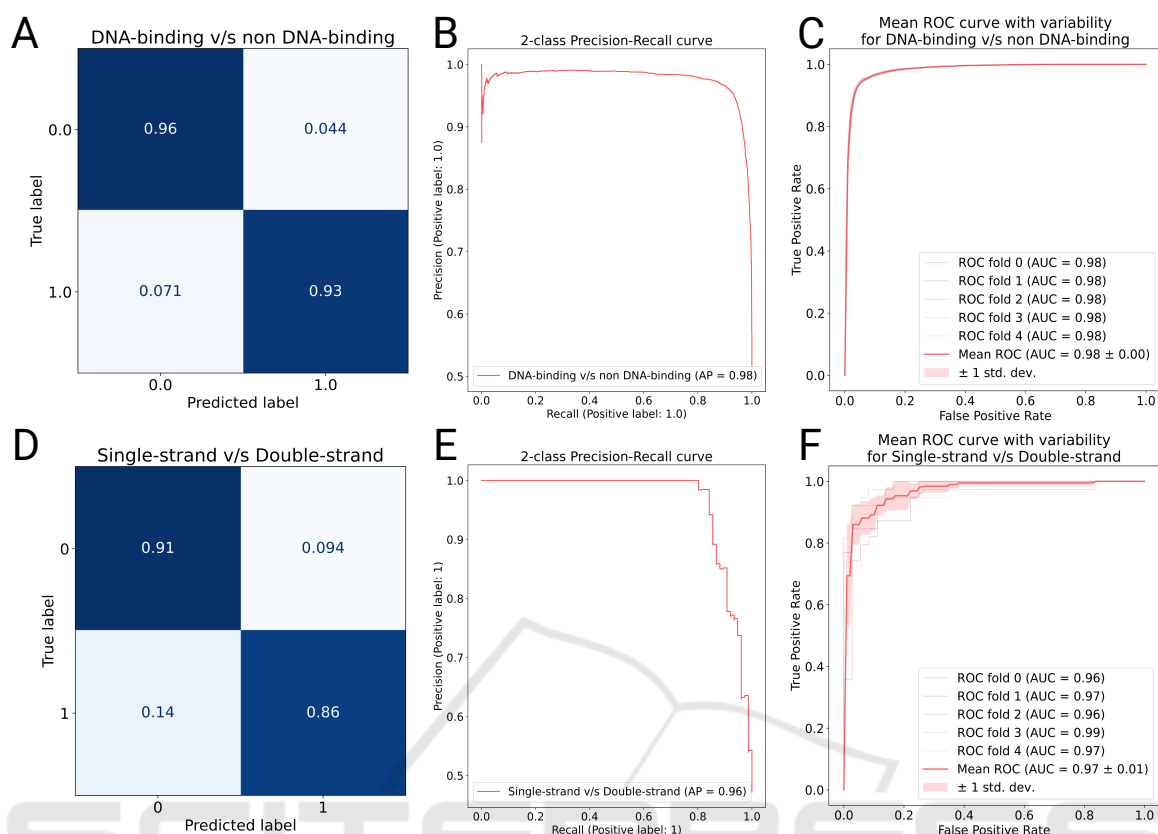 A
DNA-binding v/s non DNA-binding
True label
0.0
1.0
0.96
0.044
0.071
0.93
0.0
1.0
Predicted label
B
2-class Precision-Recall curve
Precision (Positive label: 1.0)
1.0
0.9
0.8
0.7
0.6
0.5
DNA-binding v/s non DNA-binding (AP = 0.98)
0.0
0.2
0.4
0.6
0.8
1.0
Recall (Positive label: 1.0)
C
Mean ROC curve with variability
for DNA-binding v/s non DNA-binding
True Positive Rate
1.0
0.8
0.6
0.4
0.2
0.0
ROC fold 0 (AUC = 0.98)
ROC fold 1 (AUC = 0.98)
ROC fold 2 (AUC = 0.98)
ROC fold 3 (AUC = 0.98)
ROC fold 4 (AUC = 0.98)
Mean ROC (AUC = 0.98 ± 0.00)
± 1 std. dev.
0.0
0.2
0.4
0.6
0.8
1.0
False Positive Rate
D
Single-strand v/s Double-strand
True label
0
1
0.91
0.094
0.14
0.86
0
1
Predicted label
E
2-class Precision-Recall curve
Precision (Positive label: 1)
1.0
0.9
0.8
0.7
0.6
0.5
Single-strand v/s Double-strand (AP = 0.96)
0.0
0.2
0.4
0.6
0.8
1.0
Recall (Positive label: 1)
F
Mean ROC curve with variability
for Single-strand v/s Double-strand
True Positive Rate
1.0
0.8
0.6
0.4
0.2
0.0
ROC fold 0 (AUC = 0.96)
ROC fold 1 (AUC = 0.97)
ROC fold 2 (AUC = 0.96)
ROC fold 3 (AUC = 0.99)
ROC fold 4 (AUC = 0.97)
Mean ROC (AUC = 0.97 ± 0.01)
± 1 std. dev.
0.0
0.2
0.4
0.6
0.8
1.0
False Positive Rate